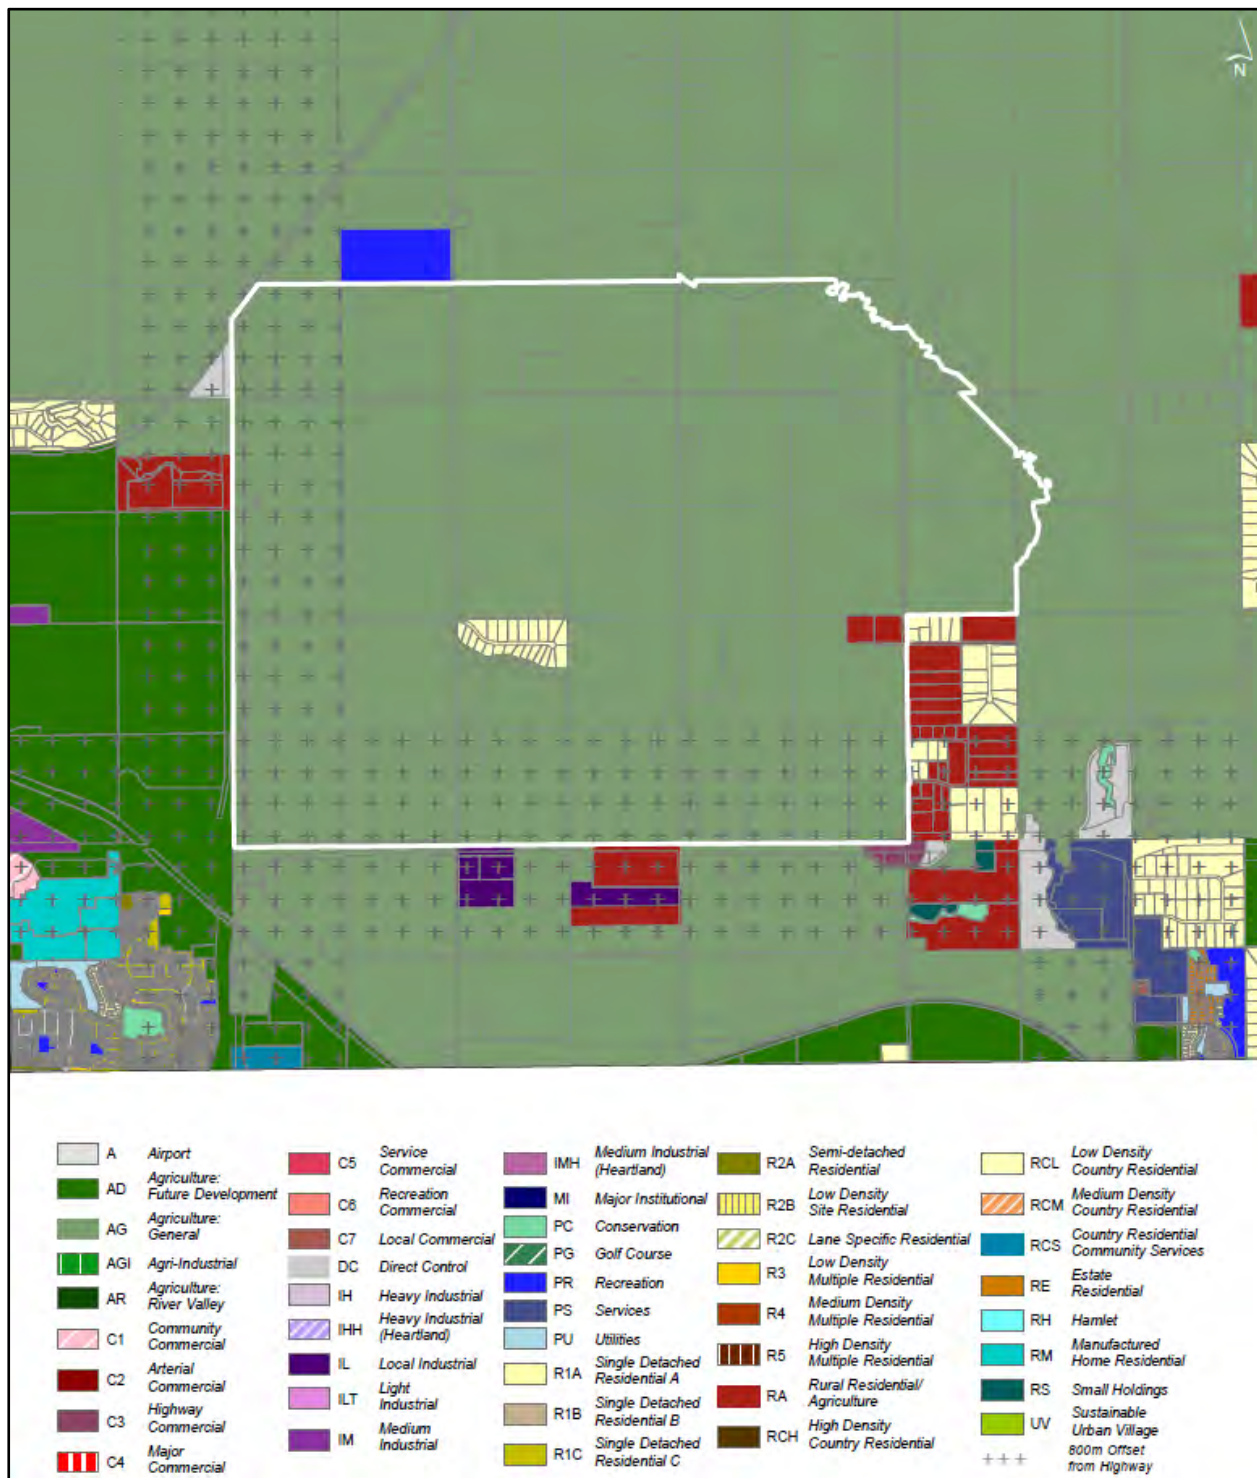 N
A Airport
AD Agriculture:
Future Development
AG Agriculture:
General
AGI Agri-Industrial
AR Agriculture:
River Valley
C1 Community
Commercial
C2 Arterial
Commercial
C3 Highway
Commercial
C4 Major
Commercial
C5 Service
Commercial
C6 Recreation
Commercial
C7 Local Commercial
DC Direct Control
IH Heavy Industrial
IHH Heavy Industrial
(Heartland)
IL Local Industrial
ILT Light
Industrial
IM Medium
Industrial
IMH Medium Industrial
(Heartland)
MI Major Institutional
PC Conservation
PG Golf Course
PR Recreation
PS Services
PU Utilities
R1A Single Detached
Residential A
R1B Single Detached
Residential B
R1C Single Detached
Residential C
R2A Semi-detached
Residential
R2B Low Density
Site Residential
R2C Lane Specific Residential
R3 Low Density
Multiple Residential
R4 Medium Density
Multiple Residential
R5 High Density
Multiple Residential
RA Rural Residential/
Agriculture
RCH High Density
Country Residential
RCL Low Density
Country Residential
RCM Medium Density
Country Residential
RCS Country Residential
Community Services
RE Estate
Residential
RH Hamlet
RM Manufactured
Home Residential
RS Small Holdings
UV Sustainable
Urban Village
+++ 800m Offset
from Highway